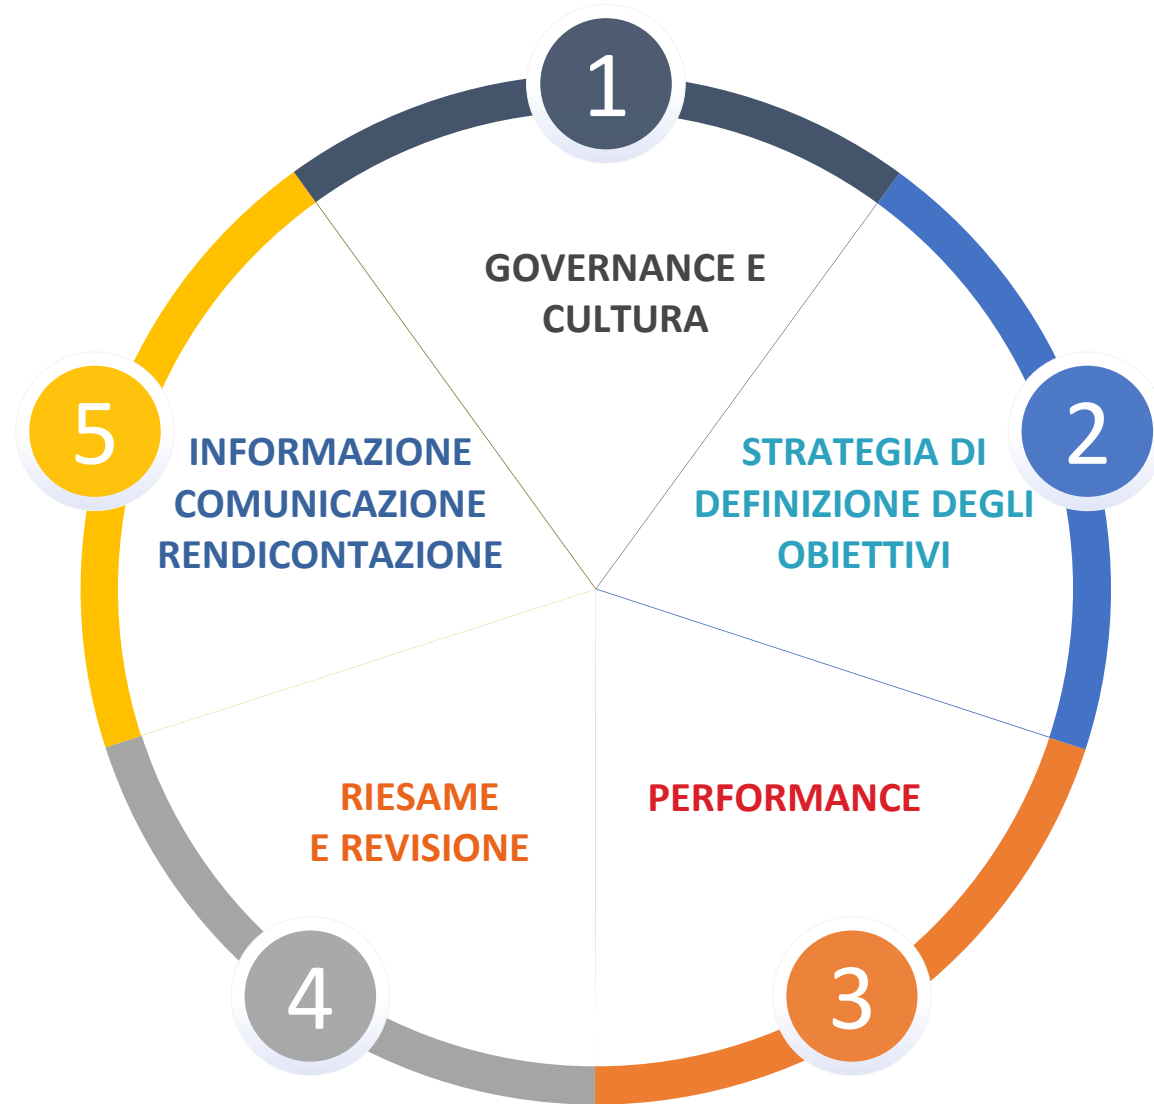 1
GOVERNANCE E
CULTURA
2
STRATEGIA DI
DEFINIZIONE DEGLI
OBIETTIVI
3
PERFORMANCE
4
RIESAME
E REVISIONE
5
INFORMAZIONE
COMUNICAZIONE
RENDICONTAZIONE